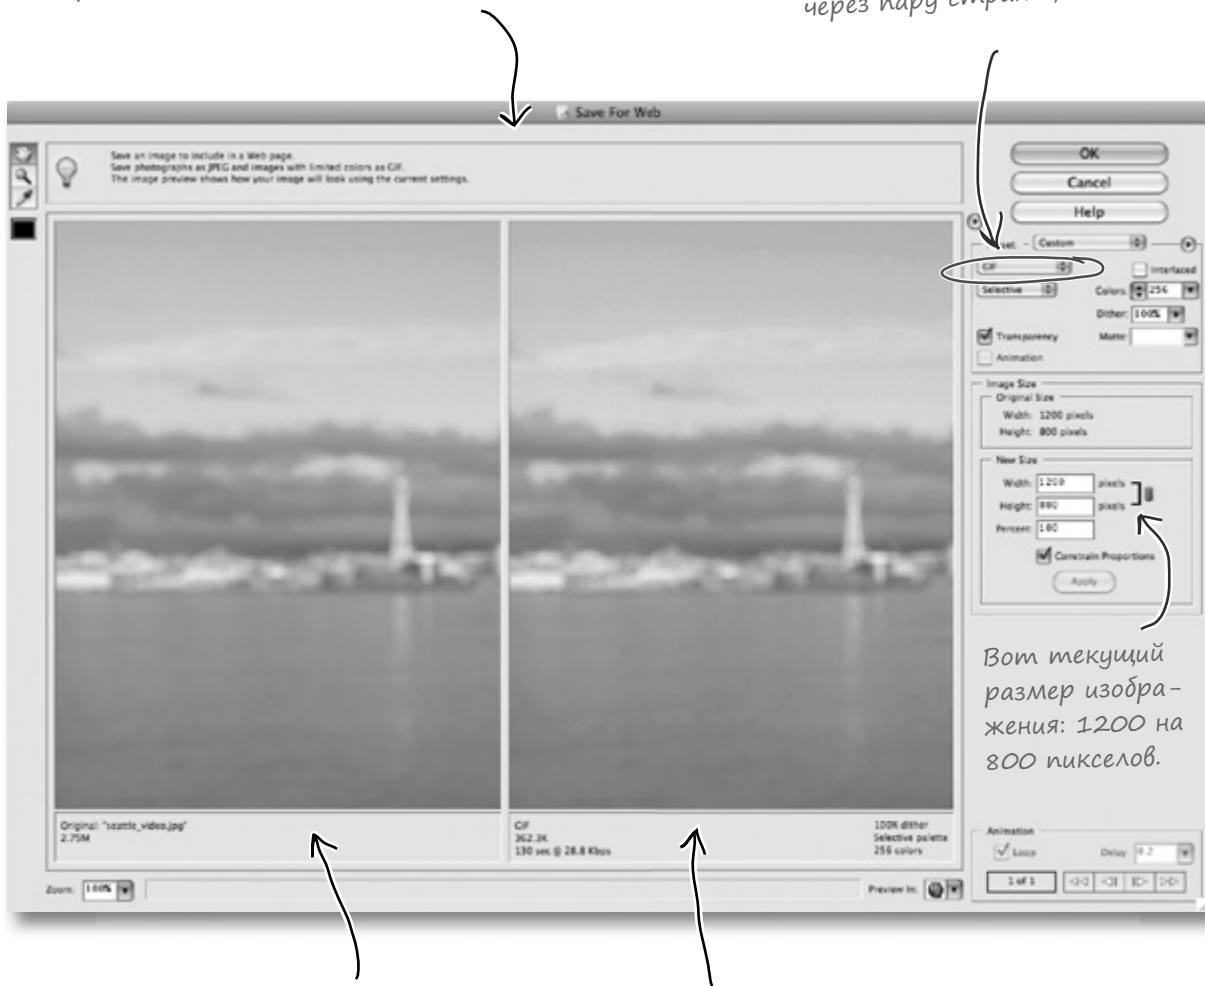 через пару
Save For Web
Save an image to include in a Web page.
Save photographs as JPEG and images with limited colors as GIF.
The image preview shows how your image will look using the current settings.
OK
Cancel
Help
Custom
GIF
Interlaced
Selective
Colors: 256
Dither: 100%
Transparency
Matte:
Animation
Image Size
Original Size
Width: 1200 pixels
Height: 800 pixels
New Size
Width: 1200 pixels
Height: 800 pixels
Percent: 100
Constrain Proportions
Apply
Вот текущий
размер изобра-
жения: 1200 на
800 пикселов.
Original: "seattle_video.jpg"
2.75M
GIF
362.3K
130 sec @ 28.8 Kbps
100% dither
Selective palette
256 colors
Animation
Loop
Delay: 0.2
1 of 1
Zoom: 100%
Preview In: